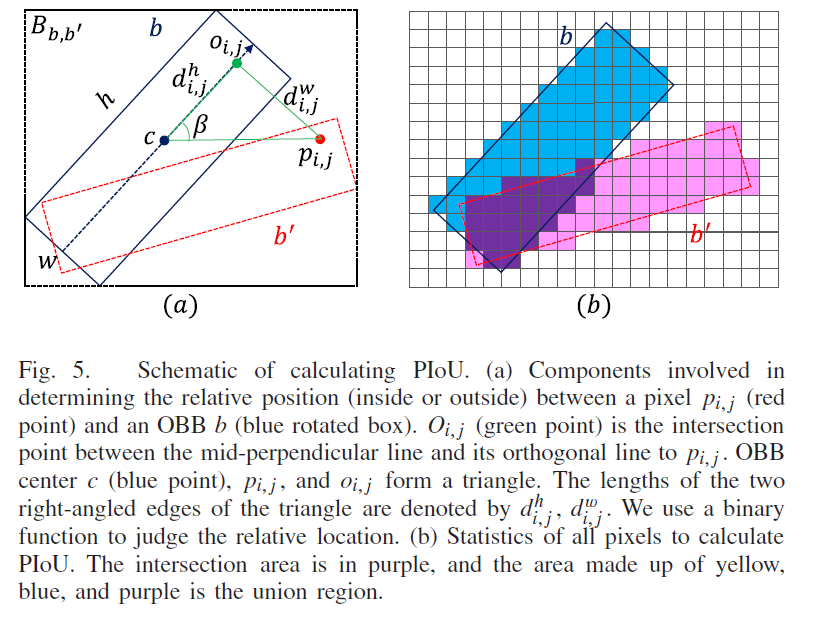 B_{b,b'}
b
o_{i,j}
h
d^h_{i,j}
d^w_{i,j}
c
β
p_{i,j}
b'
w
(a)
b
b'
(b)
Fig. 5. Schematic of calculating PIoU. (a) Components involved in
determining the relative position (inside or outside) between a pixel p_{i,j} (red
point) and an OBB b (blue rotated box). O_{i,j} (green point) is the intersection
point between the mid-perpendicular line and its orthogonal line to p_{i,j}. OBB
center c (blue point), p_{i,j}, and o_{i,j} form a triangle. The lengths of the two
right-angled edges of the triangle are denoted by d^h_{i,j}, d^w_{i,j}. We use a binary
function to judge the relative location. (b) Statistics of all pixels to calculate
PIoU. The intersection area is in purple, and the area made up of yellow,
blue, and purple is the union region.